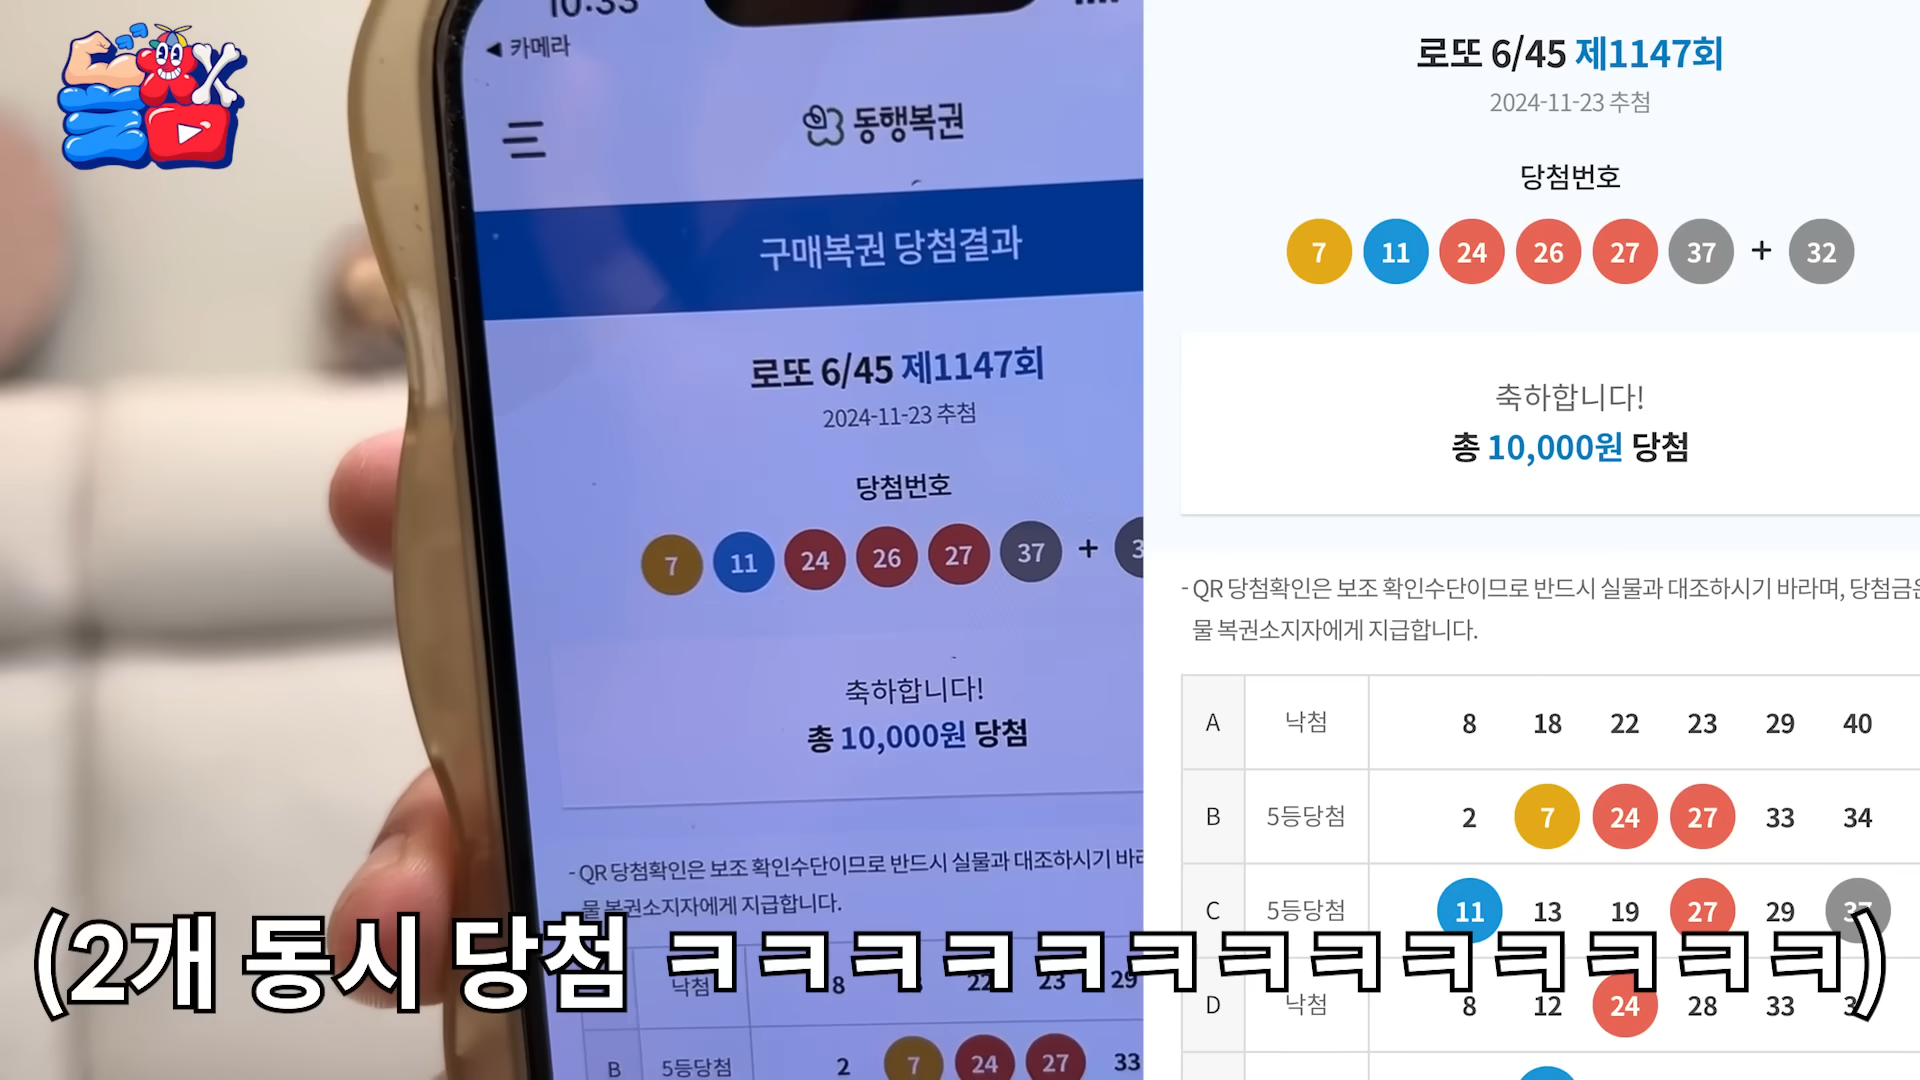 10:33
◀ 카메라
동행복권
구매복권 당첨결과
로또 6/45 제1147회
2024-11-23 추첨
당첨번호
7 11 24 26 27 37 +
축하합니다!
총 10,000원 당첨
- QR 당첨확인은 보조 확인수단이므로 반드시 실물과 대조하시기
물 복권소지자에게 지급합니다.
낙첨 8 22 23 29
B 5등당첨 2 7 24 27 33
로또 6/45 제1147회
2024-11-23 추첨
당첨번호
7 11 24 26 27 37 + 32
축하합니다!
총 10,000원 당첨
- QR 당첨확인은 보조 확인수단이므로 반드시 실물과 대조하시기 바라며, 당첨금은
물 복권소지자에게 지급합니다.
A 낙첨 8 18 22 23 29 40
B 5등당첨 2 7 24 27 33 34
C 5등당첨 11 13 19 27 29 37
D 낙첨 8 12 24 28 33
(2개 동시 당첨 ㅋㅋㅋㅋㅋㅋㅋㅋㅋㅋㅋㅋㅋ)